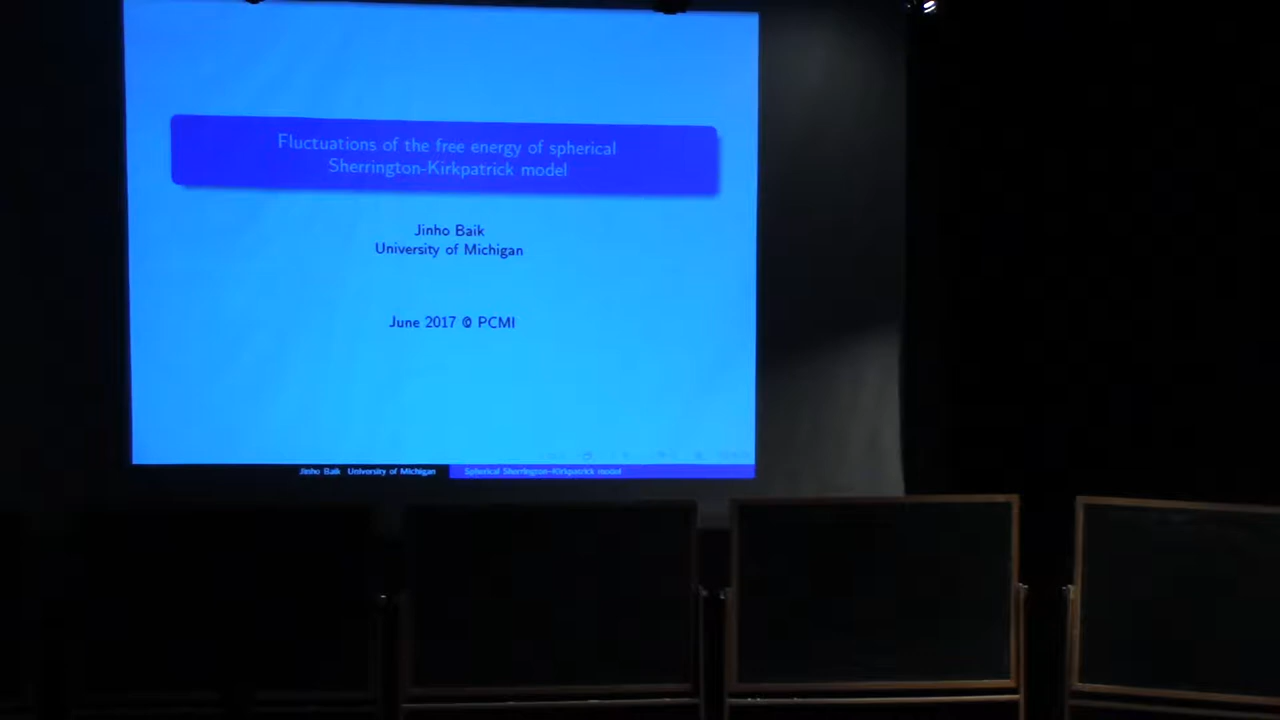 Fluctuations of the free energy of spherical
Sherrington-Kirkpatrick model
Jinho Baik
University of Michigan
June 2017 @ PCMI
Jinho Baik University of Michigan
Spherical Sherrington-Kirkpatrick model